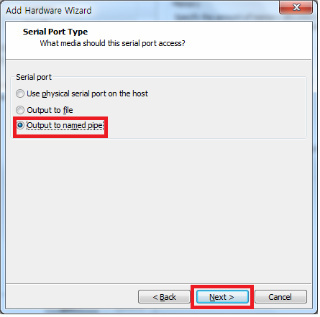 Add Hardware Wizard
Serial Port Type
What media should this serial port access?
Serial port
Use physical serial port on the host
Output to file
Output to named pipe
< Back
Next >
Cancel